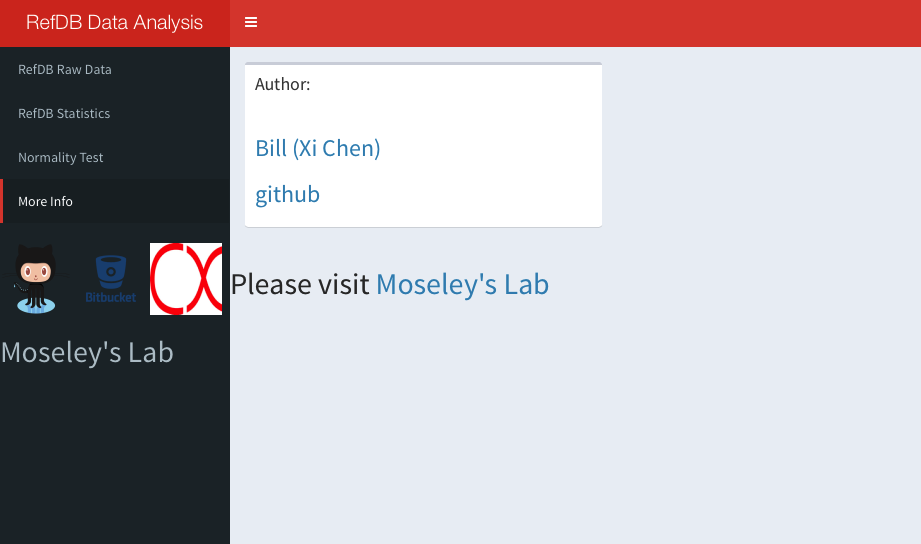 RefDB Data Analysis
RefDB Raw Data
RefDB Statistics
Normality Test
More Info
Bitbucket
CX
Moseley's Lab
Author:
Bill (Xi Chen)
github
Please visit Moseley's Lab